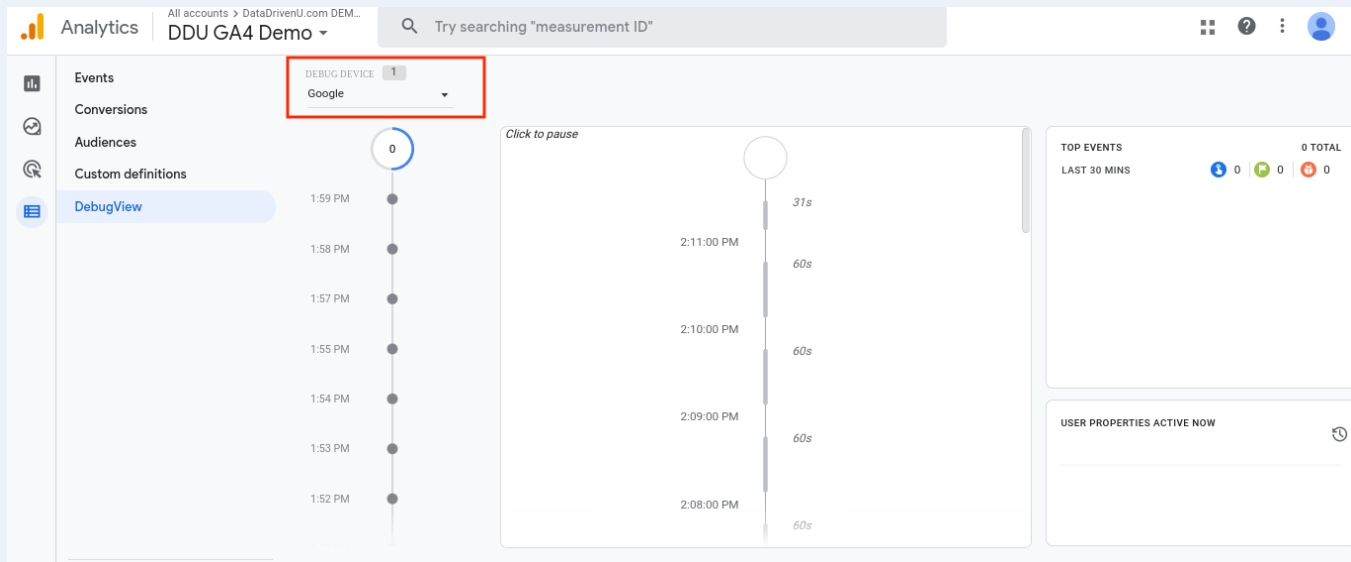 Analytics
All accounts > DataDrivenU.com DEM...
DDU GA4 Demo
Try searching "measurement ID"
Events
Conversions
Audiences
Custom definitions
DebugView
DEBUG DEVICE 1
Google
0
1:59 PM
1:58 PM
1:57 PM
1:55 PM
1:54 PM
1:53 PM
1:52 PM
Click to pause
31s
2:11:00 PM
60s
2:10:00 PM
60s
2:09:00 PM
60s
2:08:00 PM
60s
TOP EVENTS 0 TOTAL
LAST 30 MINS 0 0 0
USER PROPERTIES ACTIVE NOW